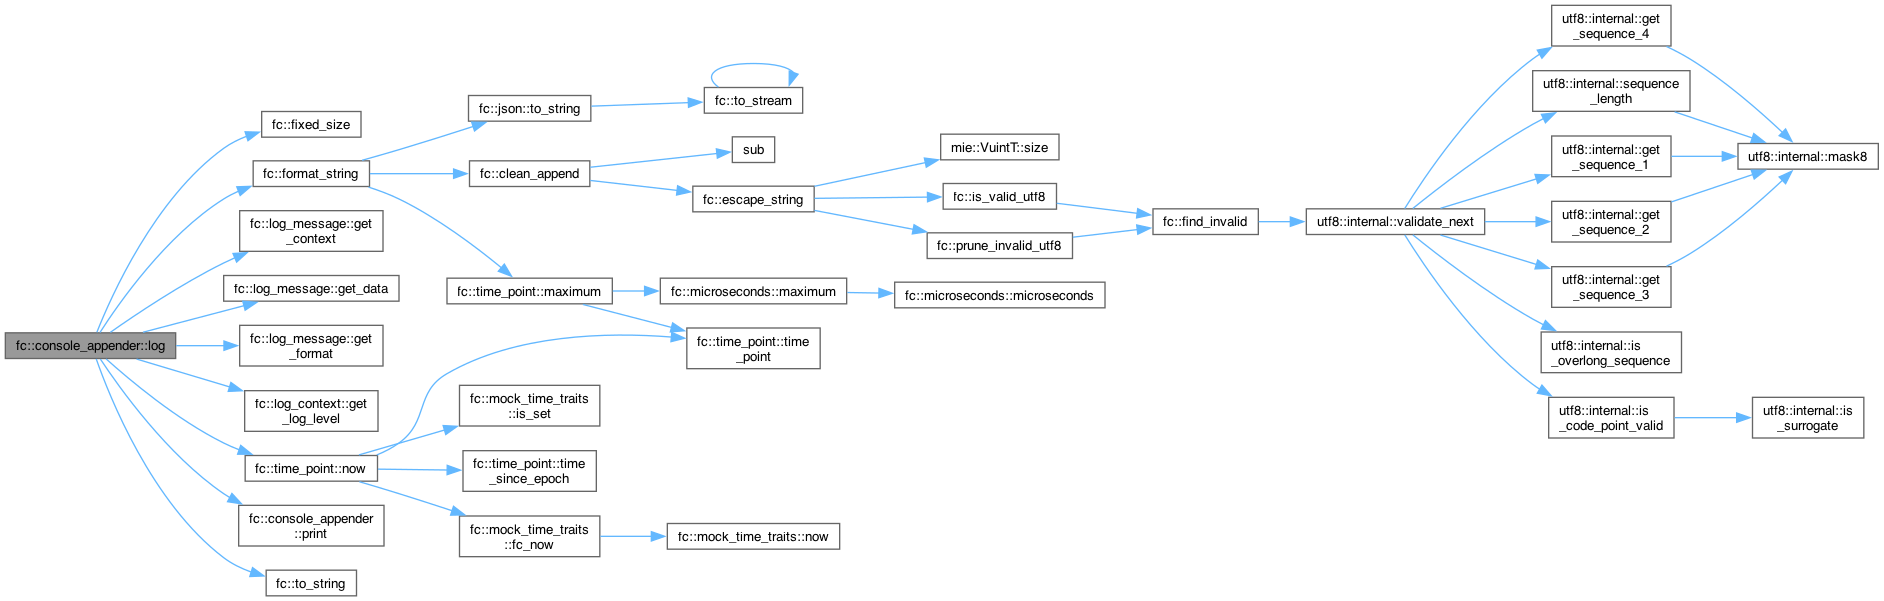 fc::console_appender::log
fc::fixed_size
fc::format_string
fc::log_message::get
_context
fc::log_message::get_data
fc::log_message::get
_format
fc::log_context::get
_log_level
fc::time_point::now
fc::console_appender
::print
fc::to_string
fc::json::to_string
fc::clean_append
fc::time_point::maximum
fc::mock_time_traits
::is_set
fc::time_point::time
_since_epoch
fc::mock_time_traits
::fc_now
fc::to_stream
sub
fc::escape_string
fc::microseconds::maximum
fc::time_point::time
_point
fc::mock_time_traits::now
mie::VuintT::size
fc::is_valid_utf8
fc::prune_invalid_utf8
fc::microseconds::microseconds
fc::find_invalid
utf8::internal::validate_next
utf8::internal::get
_sequence_4
utf8::internal::sequence
_length
utf8::internal::get
_sequence_1
utf8::internal::get
_sequence_2
utf8::internal::get
_sequence_3
utf8::internal::is
_overlong_sequence
utf8::internal::is
_code_point_valid
utf8::internal::mask8
utf8::internal::is
_surrogate